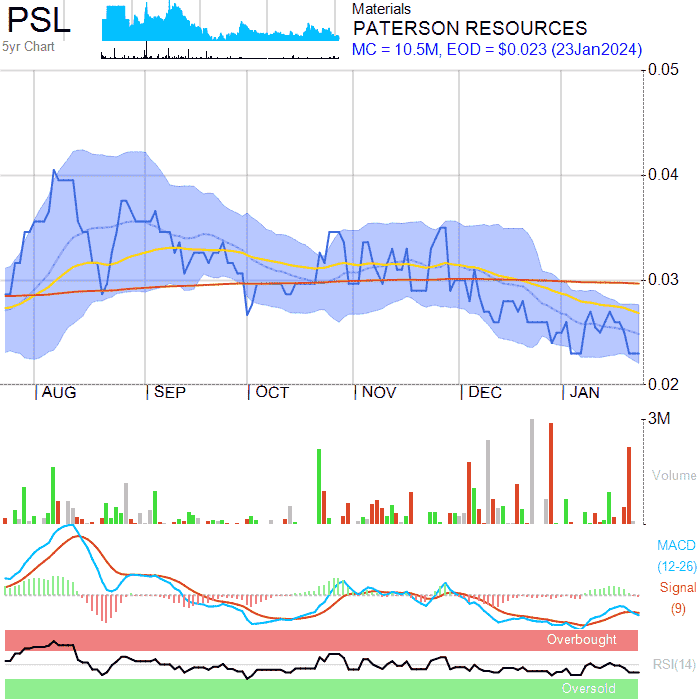 PSL
5yr Chart
Materials
PATERSON RESOURCES
MC = 10.5M, EOD = $0.023 (23Jan2024)
0.05
0.04
0.03
0.02
AUG SEP OCT NOV DEC JAN
3M
Volume
MACD
(12-26)
Signal
(9)
Overbought
RSI(14)
Oversold